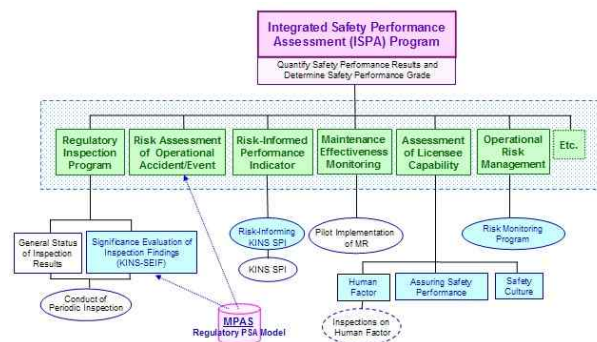 Integrated Safety Performance
Assessment (ISPA) Program
Quantify Safety Performance Results and
Determine Safety Performance Grade
Regulatory
Inspection
Program
Risk Assessment
of Operational
Accident/Event
Risk-Informed
Performance
Indicator
Maintenance
Effectiveness
Monitoring
Assessment
of Licensee
Capability
Operational
Risk
Management
Etc.
General Status
of Inspection
Results
Significance Evaluation of
Inspection Findings
(KINS-SEIF)
Conduct of
Periodic Inspection
Risk-Informing
KINS SPI
KINS SPI
Pilot Implementation
of MR
Risk Monitoring
Program
Human
Factor
Assuring Safety
Performance
Safety
Culture
Inspections on
Human Factor
MPAS
Regulatory PSA Model